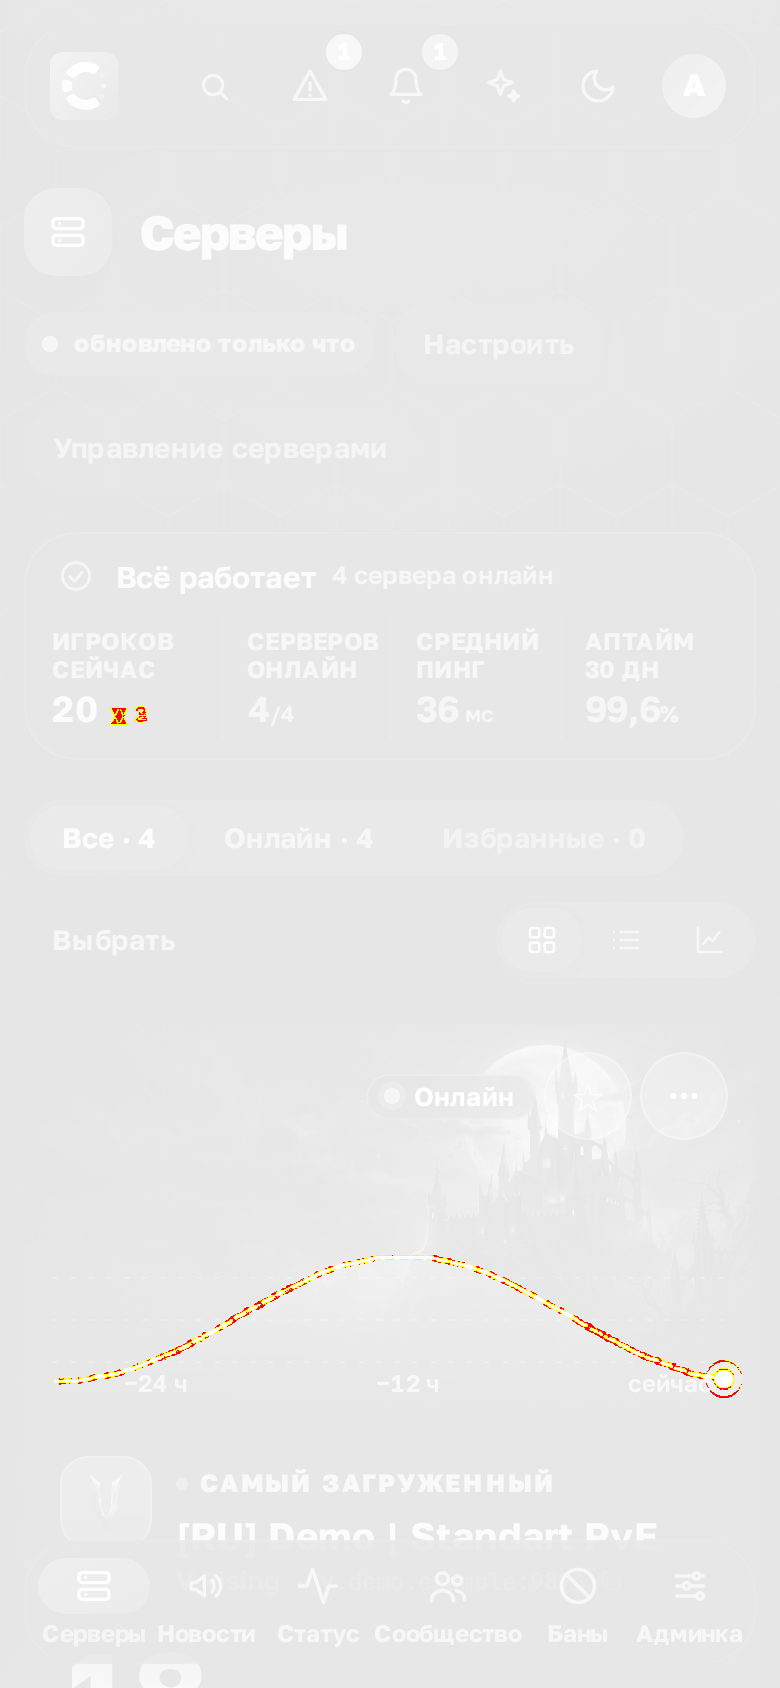 1
1
A
Серверы
обновлено только что
Настроить
Управление серверами
Всё работает 4 сервера онлайн
ИГРОКОВ СЕЙЧАС
20
СЕРВЕРОВ ОНЛАЙН
4/4
СРЕДНИЙ ПИНГ
36 мс
АПТАЙМ 30 ДН
99,6%
Все · 4
Онлайн · 4
Избранные · 0
Выбрать
Онлайн
−24 ч
−12 ч
сейчас
САМЫЙ ЗАГРУЖЕННЫЙ
[RU] Demo | Standart PvE
Серверы
Новости
Статус
Сообщество
Баны
Админка
18